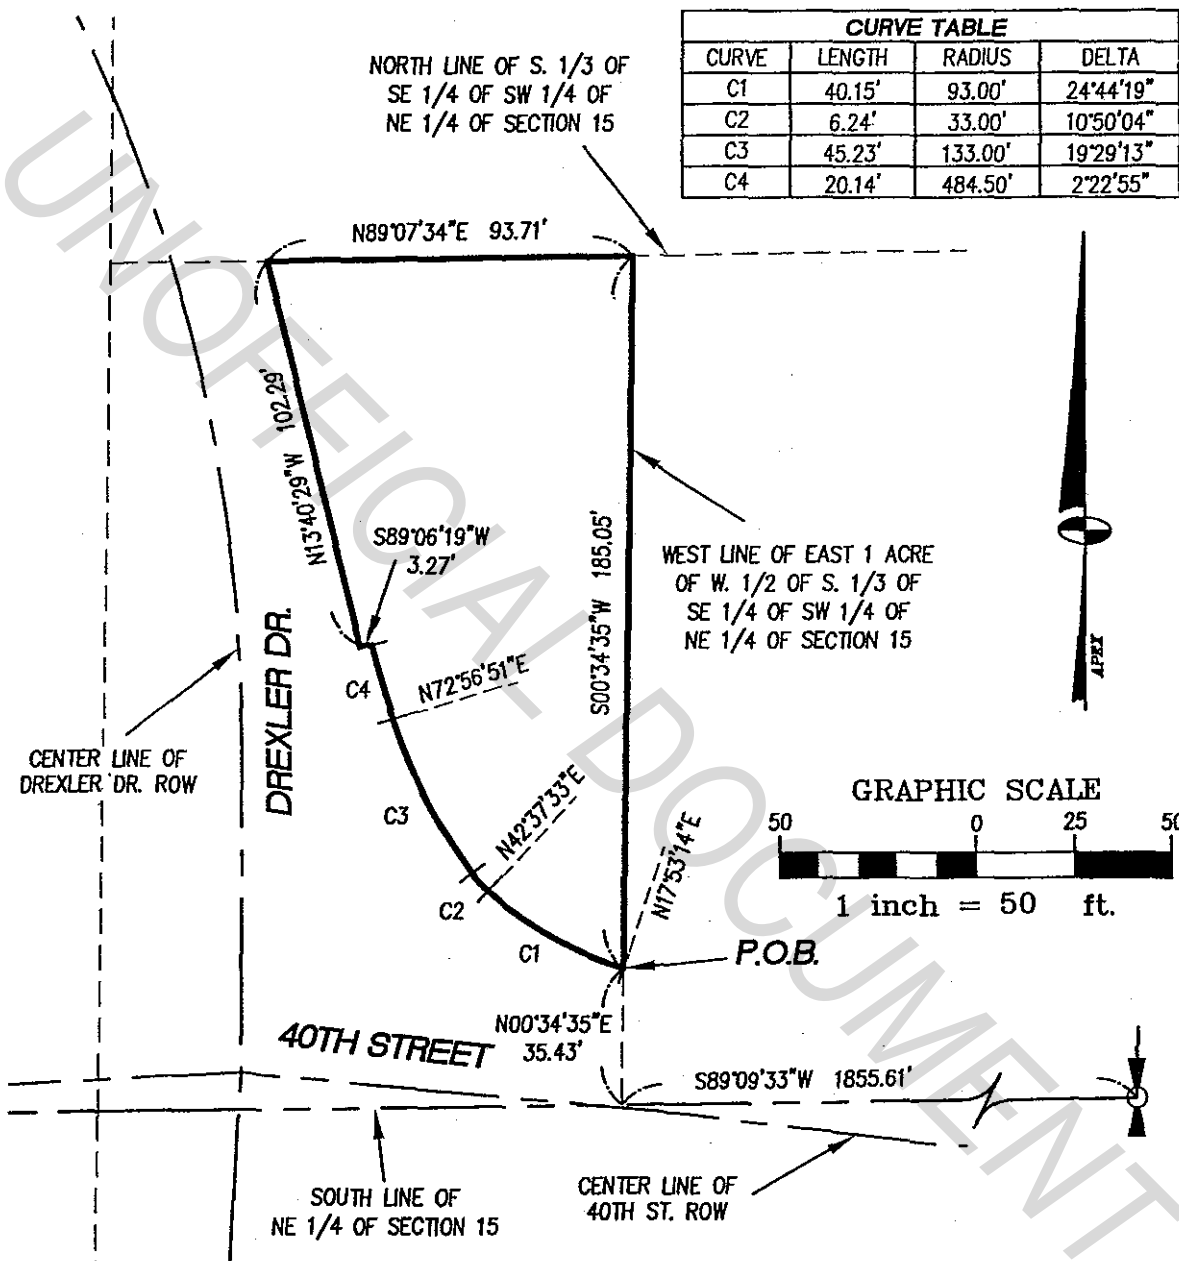 CURVE TABLE
CURVE LENGTH RADIUS DELTA
C1 40.15' 93.00' 24°44'19"
C2 6.24' 33.00' 10°50'04"
C3 45.23' 133.00' 19°29'13"
C4 20.14' 484.50' 2°22'55"
NORTH LINE OF S. 1/3 OF
SE 1/4 OF SW 1/4 OF
NE 1/4 OF SECTION 15
N89°07'34"E 93.71'
N13°40'29"W 102.29'
S89°06'19"W
3.27'
S00°34'35"W 185.05'
WEST LINE OF EAST 1 ACRE
OF W. 1/2 OF S. 1/3 OF
SE 1/4 OF SW 1/4 OF
NE 1/4 OF SECTION 15
APEX
DREXLER DR.
C4
N72°56'51"E
CENTER LINE OF
DREXLER DR. ROW
C3
N42°37'33"E
C2
C1
N17°53'14"E
GRAPHIC SCALE
50 0 25 50
1 inch = 50 ft.
P.O.B.
40TH STREET
N00°34'35"E
35.43'
S89°09'33"W 1855.61'
SOUTH LINE OF
NE 1/4 OF SECTION 15
CENTER LINE OF
40TH ST. ROW
UNOFFICIAL DOCUMENT